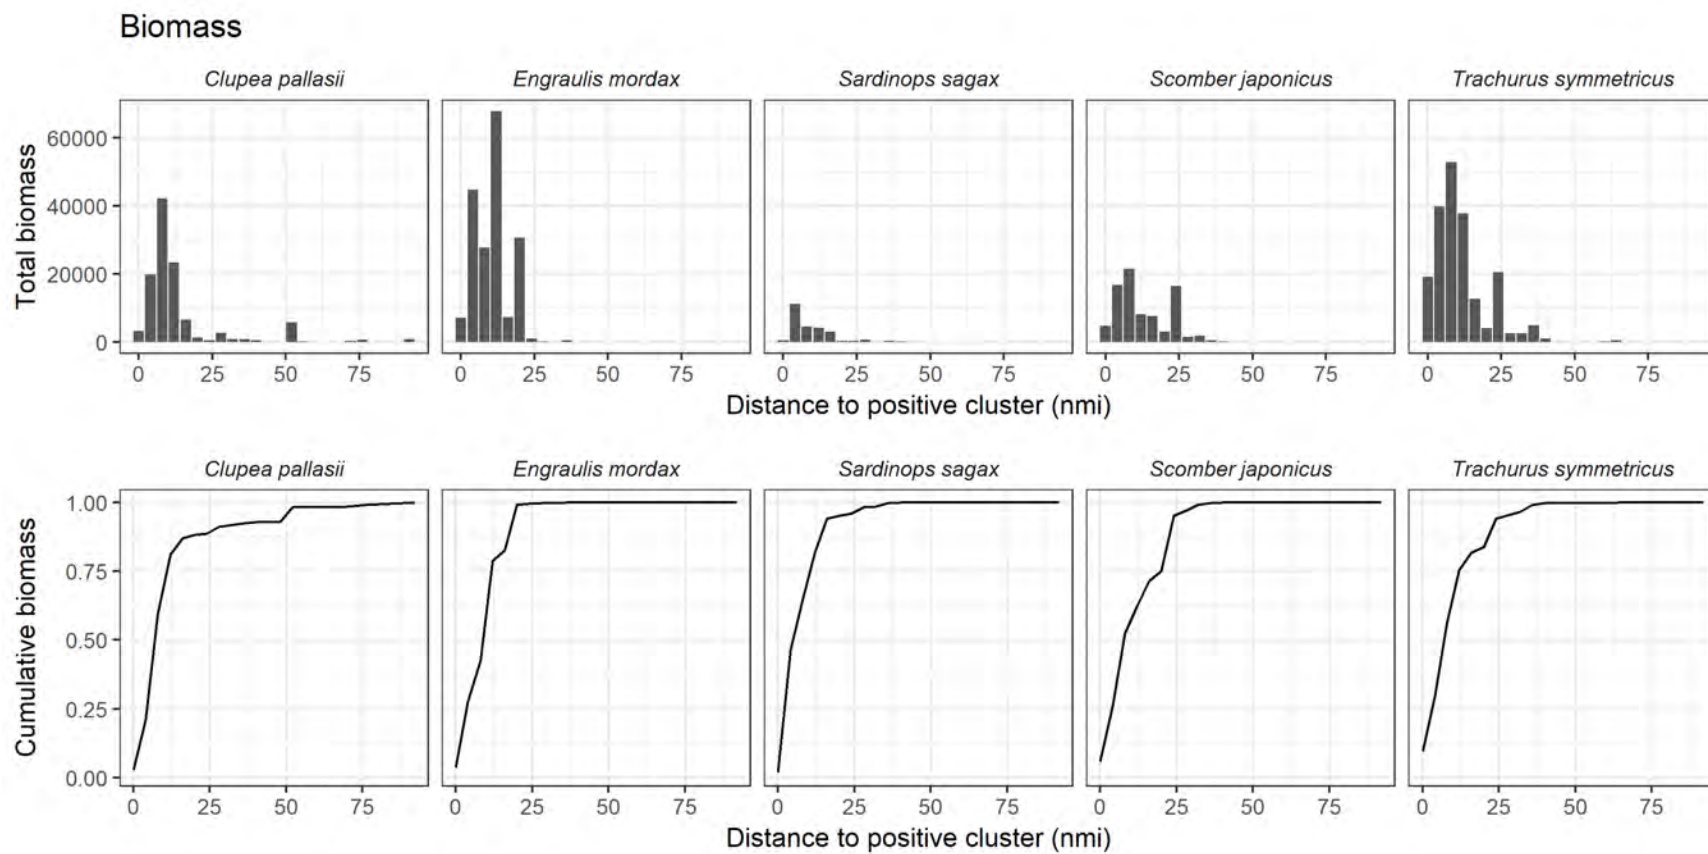 Biomass
Clupea pallasii Engraulis mordax Sardinops sagax Scomber japonicus Trachurus symmetricus
Total biomass
60000
40000
20000
0
0 25 50 75 0 25 50 75 0 25 50 75 0 25 50 75 0 25 50 75
Distance to positive cluster (nmi)
Clupea pallasii Engraulis mordax Sardinops sagax Scomber japonicus Trachurus symmetricus
Cumulative biomass
1.00
0.75
0.50
0.25
0.00
0 25 50 75 0 25 50 75 0 25 50 75 0 25 50 75 0 25 50 75
Distance to positive cluster (nmi)